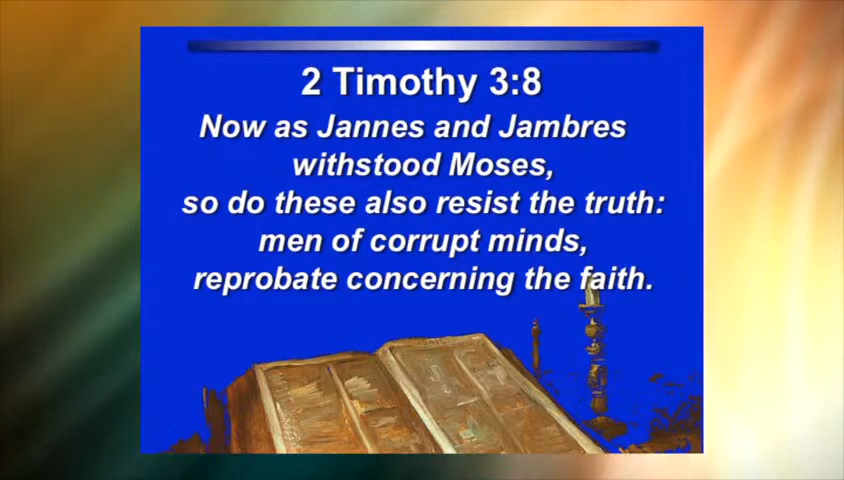 2 Timothy 3:8
Now as Jannes and Jambres
withstood Moses,
so do these also resist the truth:
men of corrupt minds,
reprobate concerning the faith.